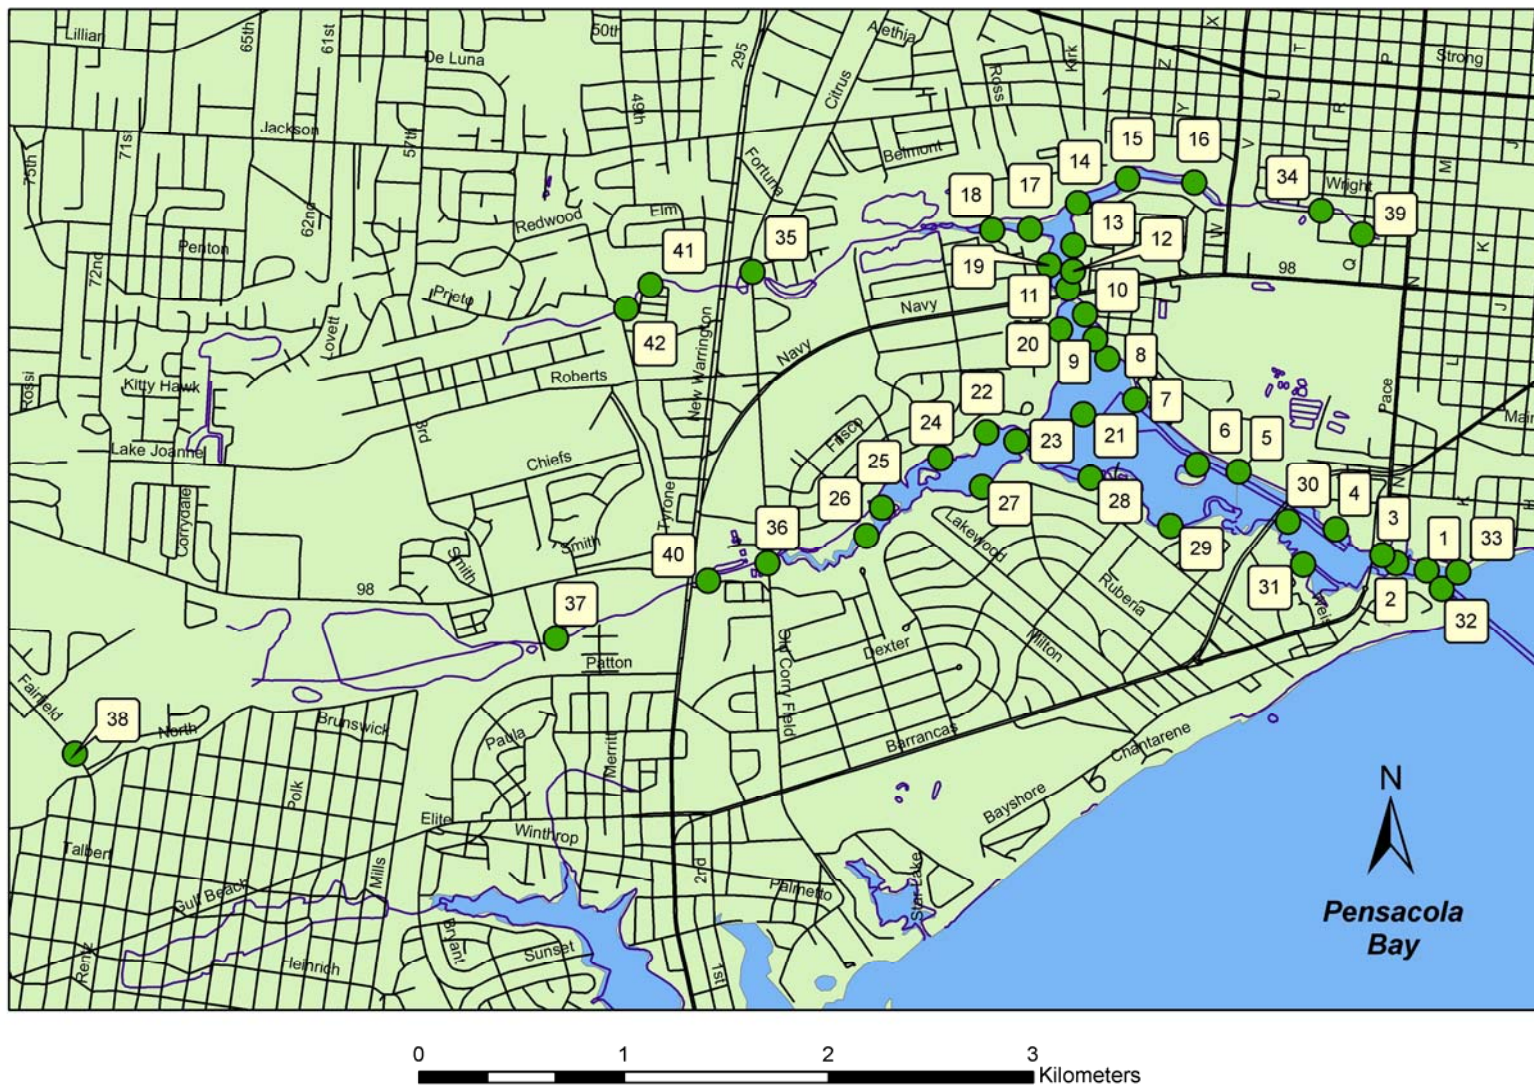 Lillian
65th
61st
De Luna
50th
295
Alethia
Citrus
Ross
Kirk
X
Z
T
P
Strong
U
R
Y
49th
Jackson
75th
71st
57th
Fortuna
Belmont
V
M
J
15
16
14
17
18
34
Wright
39
62nd
Redwood
Elm
41
35
13
12
W
K
Penton
72nd
19
Q
98
N
Prieto
11
10
Navy
J
42
20
9
8
Lovett
New Warrington
Navy
Rossi
Kitty Hawk
Roberts
22
7
L
Pace
Main
3rd
24
Frisco
23
21
6
5
Lake Joanne
Chiefs
25
Corrydale
Tyrone
26
27
28
30
4
N
K
H
Smith
Smith
36
40
Lakewood
29
3
1
33
98
37
Ruberia
31
Weis
2
32
Patton
Old Corry Field
Dexter
Milton
Fairfield
38
North
Brunswick
Paula
Merritt
Barrancas
Chantarene
Polk
Bayshore
N
Elite
Winthrop
Talbert
Mills
2nd
Palmetto
Star Lake
Gulf Beach
Pensacola
Bay
Bryant
Sunset
Rentz
Heinrich
1st
0 1 2 3
Kilometers